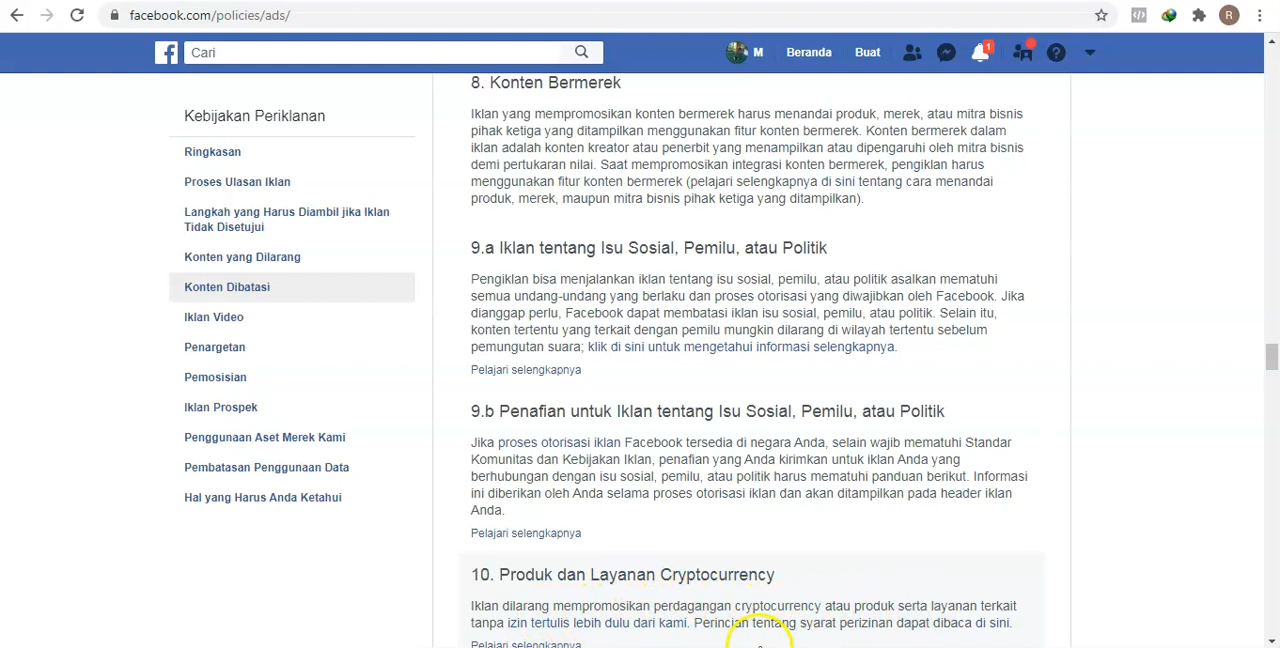 facebook.com/policies/ads/
R
Cari
M
Beranda
Buat
1
Kebijakan Periklanan
Ringkasan
Proses Ulasan Iklan
Langkah yang Harus Diambil jika Iklan
Tidak Disetujui
Konten yang Dilarang
Konten Dibatasi
Iklan Video
Penargetan
Pemosisian
Iklan Prospek
Penggunaan Aset Merek Kami
Pembatasan Penggunaan Data
Hal yang Harus Anda Ketahui
8. Konten Bermerek
Iklan yang mempromosikan konten bermerek harus menandai produk, merek, atau mitra bisnis
pihak ketiga yang ditampilkan menggunakan fitur konten bermerek. Konten bermerek dalam
iklan adalah konten kreator atau penerbit yang menampilkan atau dipengaruhi oleh mitra bisnis
demi pertukaran nilai. Saat mempromosikan integrasi konten bermerek, pengiklan harus
menggunakan fitur konten bermerek (pelajari selengkapnya di sini tentang cara menandai
produk, merek, maupun mitra bisnis pihak ketiga yang ditampilkan).
9.a Iklan tentang Isu Sosial, Pemilu, atau Politik
Pengiklan bisa menjalankan iklan tentang isu sosial, pemilu, atau politik asalkan mematuhi
semua undang-undang yang berlaku dan proses otorisasi yang diwajibkan oleh Facebook. Jika
dianggap perlu, Facebook dapat membatasi iklan isu sosial, pemilu, atau politik. Selain itu,
konten tertentu yang terkait dengan pemilu mungkin dilarang di wilayah tertentu sebelum
pemungutan suara; klik di sini untuk mengetahui informasi selengkapnya.
Pelajari selengkapnya
9.b Penafian untuk Iklan tentang Isu Sosial, Pemilu, atau Politik
Jika proses otorisasi iklan Facebook tersedia di negara Anda, selain wajib mematuhi Standar
Komunitas dan Kebijakan Iklan, penafian yang Anda kirimkan untuk iklan Anda yang
berhubungan dengan isu sosial, pemilu, atau politik harus mematuhi panduan berikut. Informasi
ini diberikan oleh Anda selama proses otorisasi iklan dan akan ditampilkan pada header iklan
Anda.
Pelajari selengkapnya
10. Produk dan Layanan Cryptocurrency
Iklan dilarang mempromosikan perdagangan cryptocurrency atau produk serta layanan terkait
tanpa izin tertulis lebih dulu dari kami. Perincian tentang syarat perizinan dapat dibaca di sini.
Pelajari selengkapnya